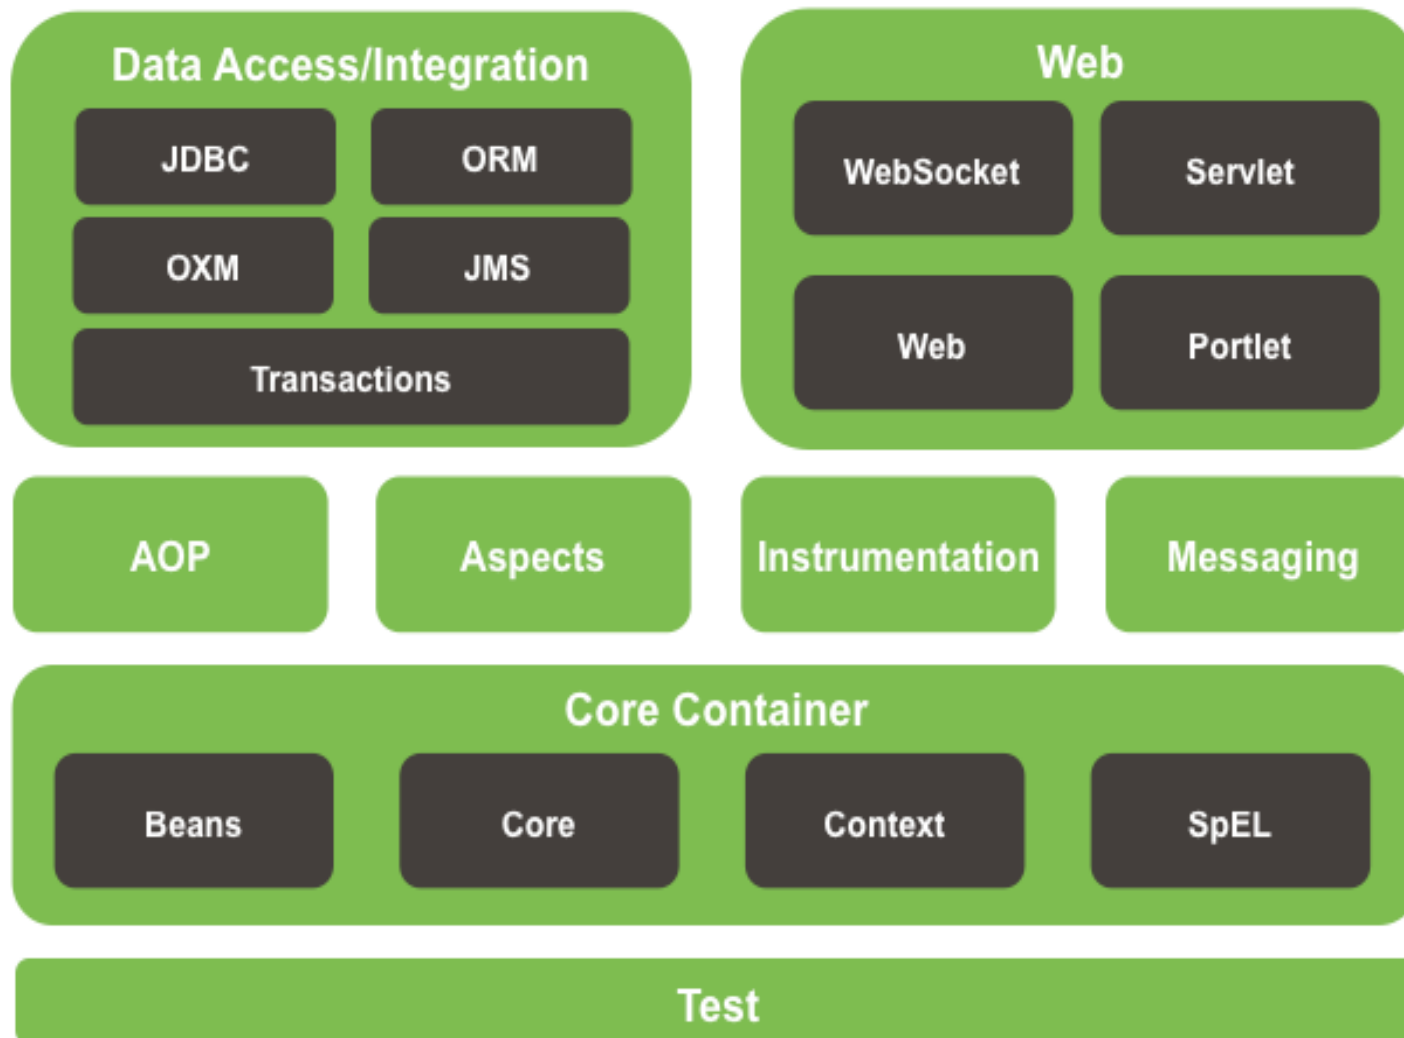 Data Access/Integration
JDBC
ORM
OXM
JMS
Transactions
Web
WebSocket
Servlet
Web
Portlet
AOP
Aspects
Instrumentation
Messaging
Core Container
Beans
Core
Context
SpEL
Test